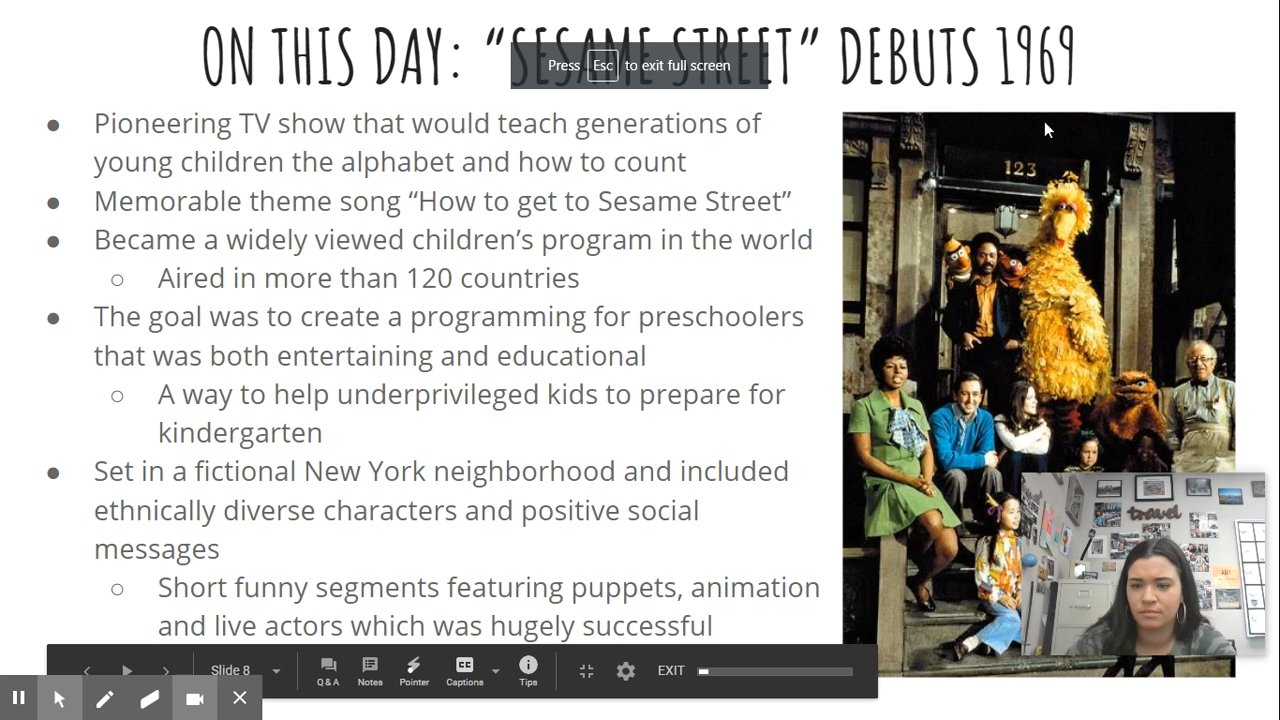 ON THIS DAY: “SESAME STREET” DEBUTS 1969
Press Esc to exit full screen
● Pioneering TV show that would teach generations of
young children the alphabet and how to count
● Memorable theme song “How to get to Sesame Street”
● Became a widely viewed children’s program in the world
○ Aired in more than 120 countries
● The goal was to create a programming for preschoolers
that was both entertaining and educational
○ A way to help underprivileged kids to prepare for
kindergarten
● Set in a fictional New York neighborhood and included
ethnically diverse characters and positive social
messages
○ Short funny segments featuring puppets, animation
and live actors which was hugely successful
123
travel
Slide 8
Q & A
Notes
Pointer
CC
Captions
Tips
EXIT